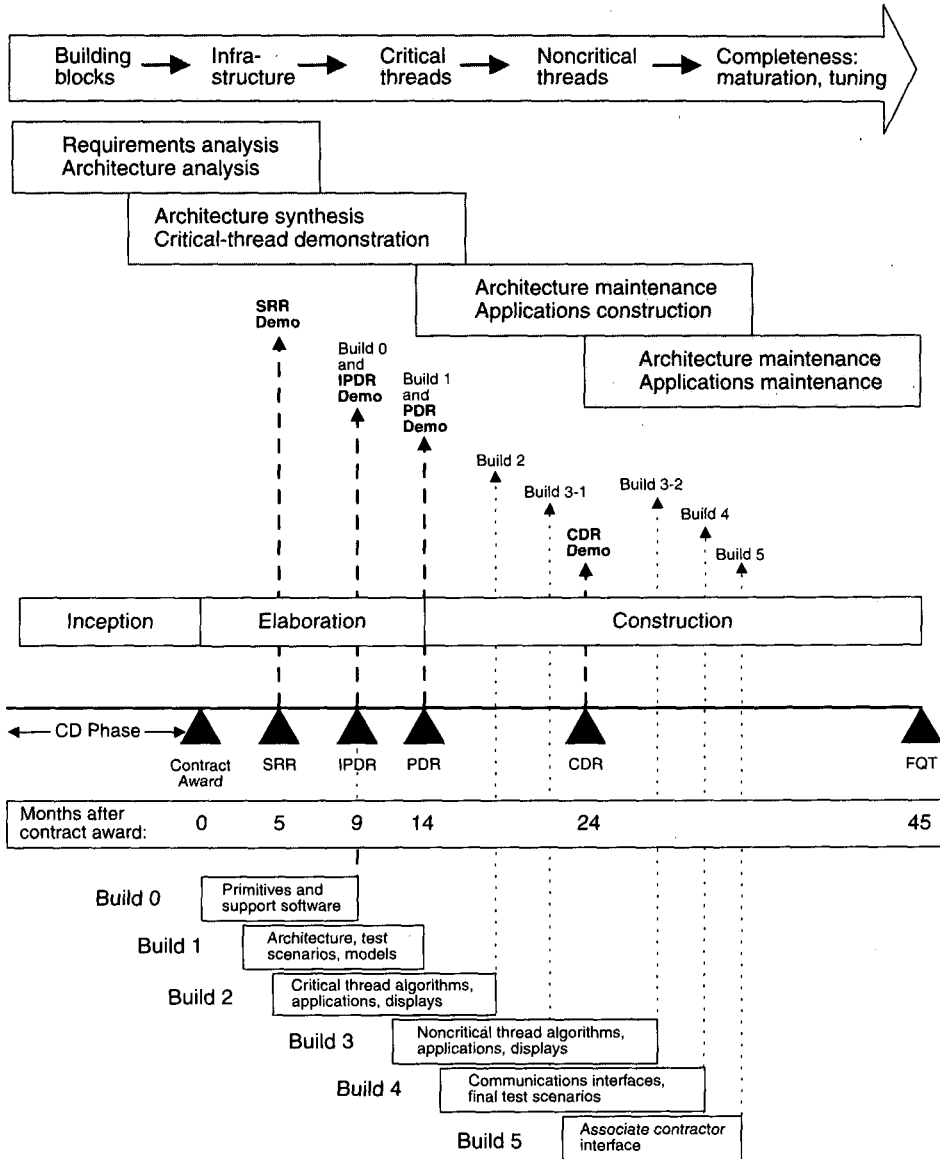 Building
blocks
Infra-
structure
Critical
threads
Noncritical
threads
Completeness:
maturation, tuning
Requirements analysis
Architecture analysis
Architecture synthesis
Critical-thread demonstration
Architecture maintenance
Applications construction
Architecture maintenance
Applications maintenance
SRR
Demo
Build 0
and
IPDR
Demo
Build 1
and
PDR
Demo
Build 2
Build 3-1
CDR
Demo
Build 3-2
Build 4
Build 5
Inception
Elaboration
Construction
CD Phase
Contract
Award
SRR
IPDR
PDR
CDR
FQT
Months after
contract award:
0
5
9
14
24
45
Build 0
Primitives and
support software
Build 1
Architecture, test
scenarios, models
Build 2
Critical thread algorithms,
applications, displays
Build 3
Noncritical thread algorithms,
applications, displays
Build 4
Communications interfaces,
final test scenarios
Build 5
Associate contractor
interface